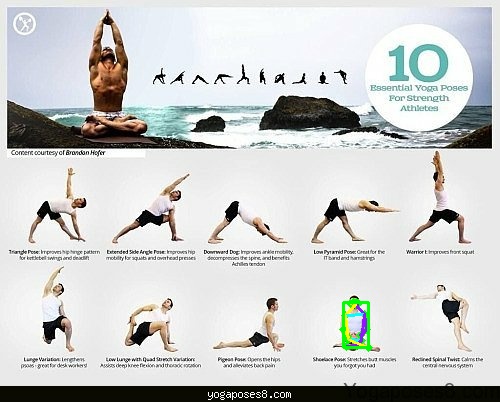 10
Essential Yoga Poses
For Strength
Athletes
Content courtesy of Brandon Hofer
Triangle Pose: Improves hip hinge pattern
for kettlebell swings and deadlift
Extended Side Angle Pose: Improves hip
mobility for squats and overhead presses
Downward Dog: Improves ankle mobility,
decompresses the spine, and benefits
Achilles tendon
Low Pyramid Pose: Great for the
IT band and hamstrings
Warrior I: Improves front squat
Lunge Variation: Lengthens
psoas - great for desk workers!
Low Lunge with Quad Stretch Variation:
Assists deep knee flexion and thoracic rotation
Pigeon Pose: Opens the hips
and alleviates back pain
Shoelace Pose: Stretches butt muscles
you forgot you had
Reclined Spinal Twist: Calms the
central nervous system
yogaposes8.com